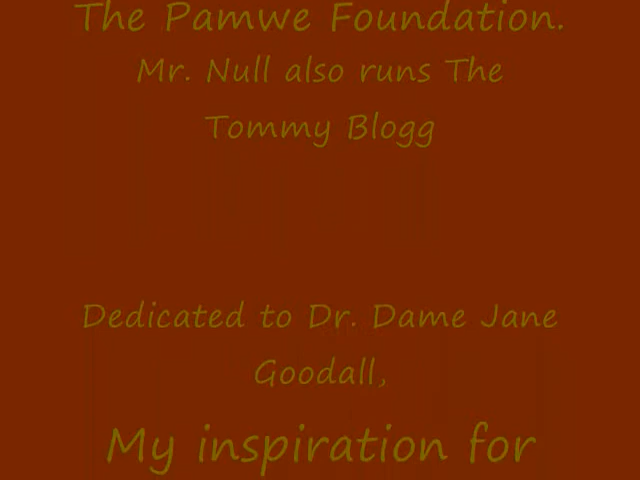 The Pamwe Foundation.
Mr. Null also runs The
Tommy Blogg
Dedicated to Dr. Dame Jane
Goodall,
My inspiration for